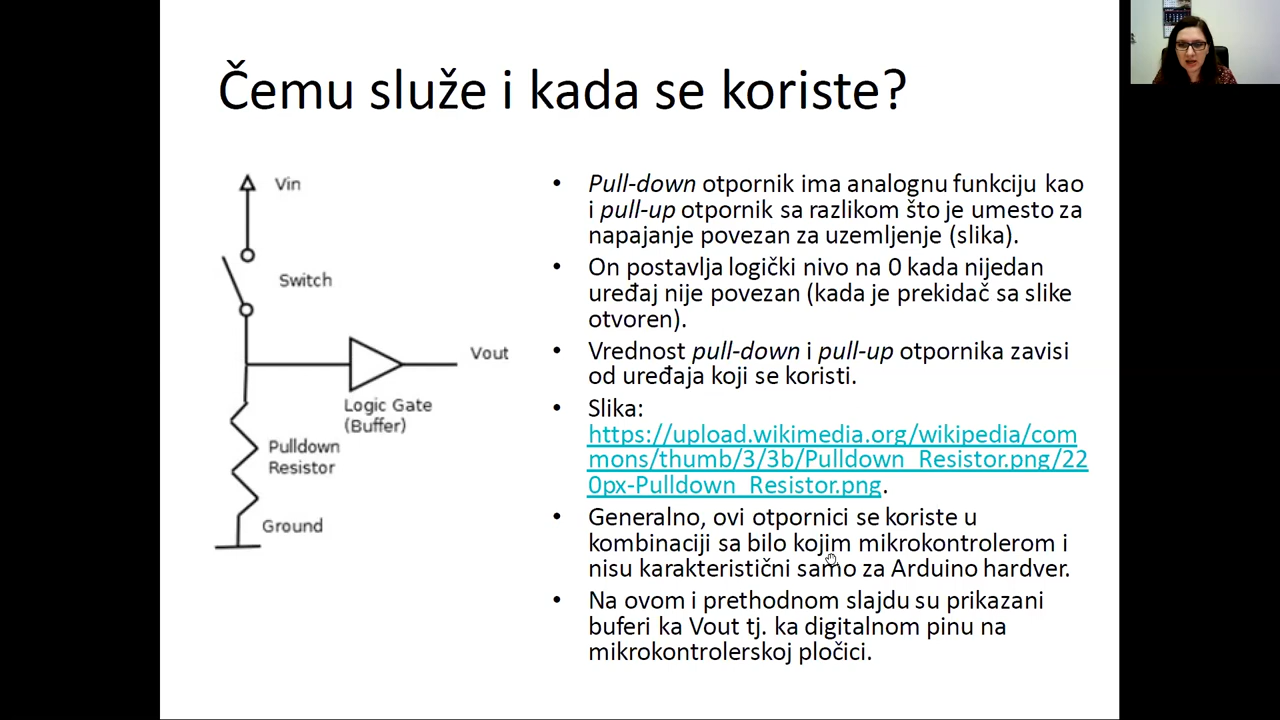 Čemu služe i kada se koriste?
Vin
Switch
Vout
Logic Gate
(Buffer)
Pulldown
Resistor
Ground
• Pull-down otpornik ima analognu funkciju kao
i pull-up otpornik sa razlikom što je umesto za
napajanje povezan za uzemljenje (slika).
• On postavlja logički nivo na 0 kada nijedan
uređaj nije povezan (kada je prekidač sa slike
otvoren).
• Vrednost pull-down i pull-up otpornika zavisi
od uređaja koji se koristi.
• Slika:
https://upload.wikimedia.org/wikipedia/com
mons/thumb/3/3b/Pulldown_Resistor.png/22
0px-Pulldown_Resistor.png.
• Generalno, ovi otpornici se koriste u
kombinaciji sa bilo kojim mikrokontrolerom i
nisu karakteristični samo za Arduino hardver.
• Na ovom i prethodnom slajdu su prikazani
buferi ka Vout tj. ka digitalnom pinu na
mikrokontrolerskoj pločici.